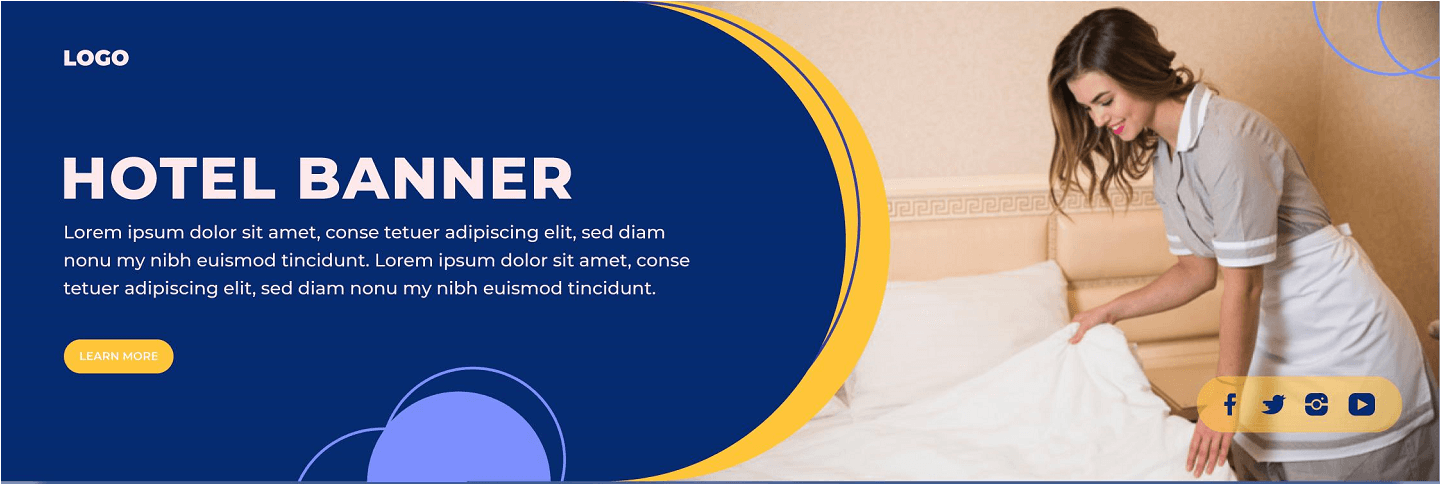 LOGO
HOTEL BANNER
Lorem ipsum dolor sit amet, conse tetuer adipiscing elit, sed diam
nonu my nibh euismod tincidunt. Lorem ipsum dolor sit amet, conse
tetuer adipiscing elit, sed diam nonu my nibh euismod tincidunt.
LEARN MORE